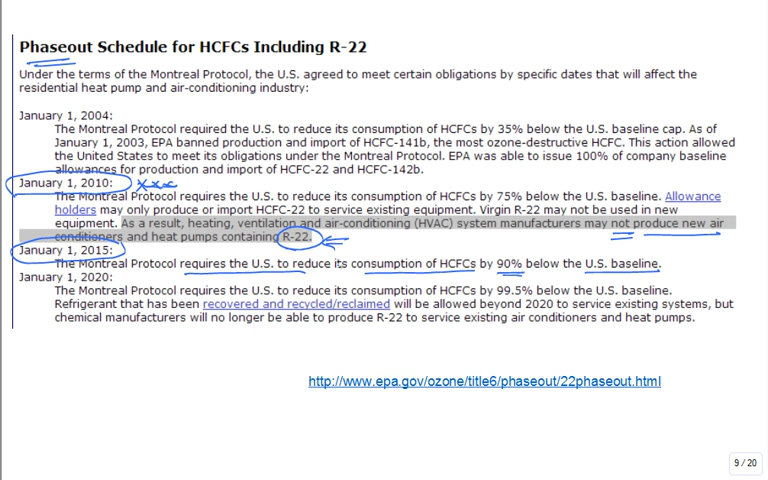 Phaseout Schedule for HCFCs Including R-22
Under the terms of the Montreal Protocol, the U.S. agreed to meet certain obligations by specific dates that will affect the
residential heat pump and air-conditioning industry:
January 1, 2004:
The Montreal Protocol required the U.S. to reduce its consumption of HCFCs by 35% below the U.S. baseline cap. As of
January 1, 2003, EPA banned production and import of HCFC-141b, the most ozone-destructive HCFC. This action allowed
the United States to meet its obligations under the Montreal Protocol. EPA was able to issue 100% of company baseline
allowances for production and import of HCFC-22 and HCFC-142b.
January 1, 2010: xxx
The Montreal Protocol required the U.S. to reduce its consumption of HCFCs by 75% below the U.S. baseline. Allowance
holders may only produce or import HCFC-22 to service existing equipment. Virgin R-22 may not be used in new
equipment. As a result, heating, ventilation and air-conditioning (HVAC) system manufacturers may not produce new air
conditioners and heat pumps containing R-22.
January 1, 2015:
The Montreal Protocol requires the U.S. to reduce its consumption of HCFCs by 90% below the U.S. baseline.
January 1, 2020:
The Montreal Protocol requires the U.S. to reduce its consumption of HCFCs by 99.5% below the U.S. baseline.
Refrigerant that has been recovered and recycled/reclaimed will be allowed beyond 2020 to service existing systems, but
chemical manufacturers will no longer be able to produce R-22 to service existing air conditioners and heat pumps.
http://www.epa.gov/ozone/title6/phaseout/22phaseout.html
9 / 20